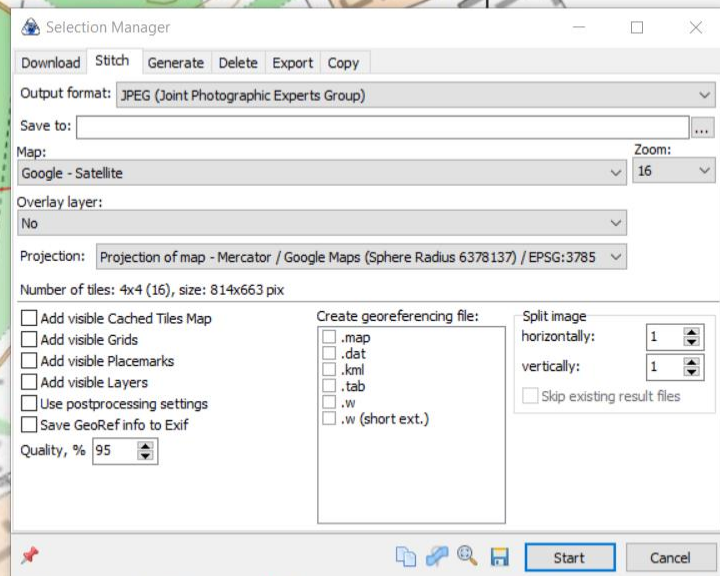 Selection Manager
Download Stitch Generate Delete Export Copy
Output format: JPEG (Joint Photographic Experts Group)
Save to: ...
Map: Zoom:
Google - Satellite 16
Overlay layer:
No
Projection: Projection of map - Mercator / Google Maps (Sphere Radius 6378137) / EPSG:3785
Number of tiles: 4x4 (16), size: 814x663 pix
Add visible Cached Tiles Map
Add visible Grids
Add visible Placemarks
Add visible Layers
Use postprocessing settings
Save GeoRef info to Exif
Quality, % 95
Create georeferencing file:
.map
.dat
.kml
.tab
.w
.w (short ext.)
Split image
horizontally: 1
vertically: 1
Skip existing result files
Start Cancel